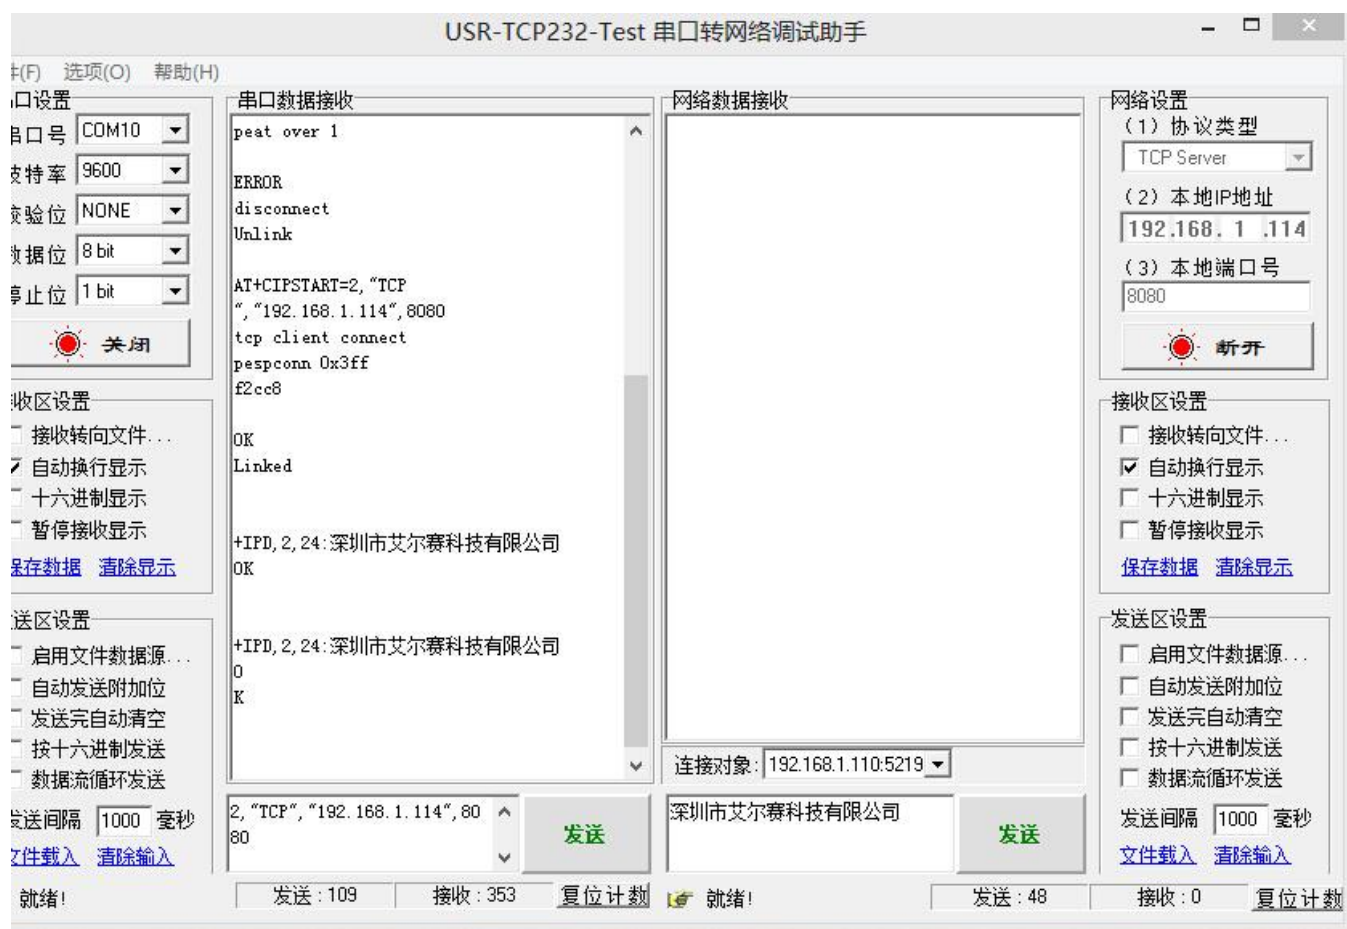 USR-TCP232-Test 串口转网络调试助手
(F) 选项(O) 帮助(H)
口设置
串口数据接收
网络数据接收
网络设置
串口号 COM10
波特率 9600
校验位 NONE
数据位 8 bit
停止位 1 bit
关闭
收区设置
接收转向文件...
自动换行显示
十六进制显示
暂停接收显示
保存数据 清除显示
送区设置
启用文件数据源...
自动发送附加位
发送完自动清空
按十六进制发送
数据流循环发送
发送间隔 1000 毫秒
文件载入 清除输入
就绪!
peat over 1
ERROR
disconnect
Unlink
AT+CIPSTART=2,"TCP
","192.168.1.114",8080
tcp client connect
pespconn 0x3ff
f2cc8
OK
Linked
+IPD,2,24:深圳市艾尔赛科技有限公司
OK
+IPD,2,24:深圳市艾尔赛科技有限公司
O
K
2,"TCP","192.168.1.114",80
80
发送
发送 : 109 接收 : 353 复位计数
连接对象: 192.168.1.110:5219
深圳市艾尔赛科技有限公司
发送
就绪!
发送 : 48 接收 : 0 复位计数
(1) 协议类型
TCP Server
(2) 本地IP地址
192.168. 1 .114
(3) 本地端口号
8080
断开
接收区设置
接收转向文件...
自动换行显示
十六进制显示
暂停接收显示
保存数据 清除显示
发送区设置
启用文件数据源...
自动发送附加位
发送完自动清空
按十六进制发送
数据流循环发送
发送间隔 1000 毫秒
文件载入 清除输入